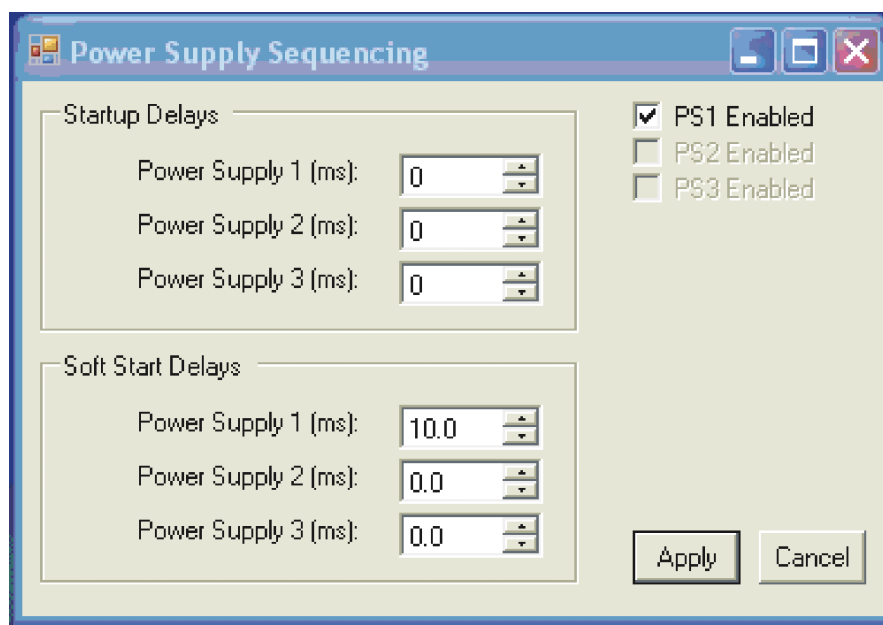 Power Supply Sequencing
Startup Delays
Power Supply 1 (ms): 0
Power Supply 2 (ms): 0
Power Supply 3 (ms): 0
PS1 Enabled
PS2 Enabled
PS3 Enabled
Soft Start Delays
Power Supply 1 (ms): 10.0
Power Supply 2 (ms): 0.0
Power Supply 3 (ms): 0.0
Apply Cancel